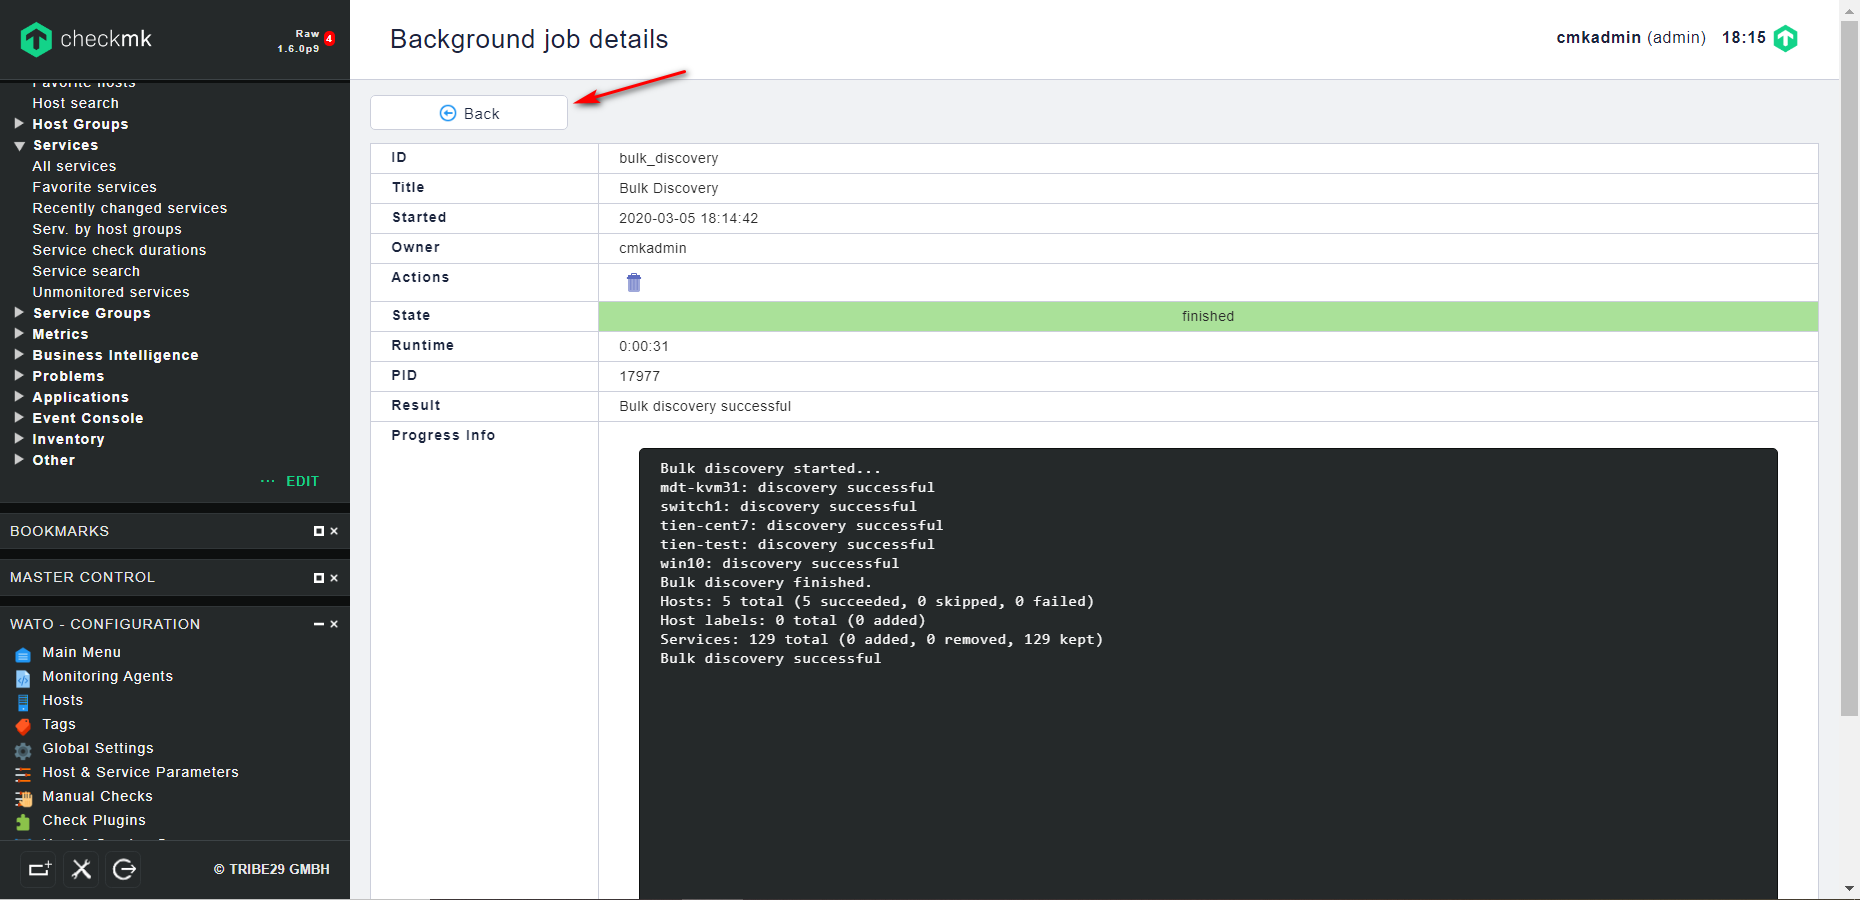 checkmk
Raw
1.6.0p9
4
Background job details
cmkadmin (admin) 18:15
Favorite hosts
Host search
Host Groups
Services
All services
Favorite services
Recently changed services
Serv. by host groups
Service check durations
Service search
Unmonitored services
Service Groups
Metrics
Business Intelligence
Problems
Applications
Event Console
Inventory
Other
... EDIT
BOOKMARKS
MASTER CONTROL
WATO - CONFIGURATION
Main Menu
Monitoring Agents
Hosts
Tags
Global Settings
Host & Service Parameters
Manual Checks
Check Plugins
© TRIBE29 GMBH
Back
ID bulk_discovery
Title Bulk Discovery
Started 2020-03-05 18:14:42
Owner cmkadmin
Actions
State finished
Runtime 0:00:31
PID 17977
Result Bulk discovery successful
Progress Info
Bulk discovery started...
mdt-kvm31: discovery successful
switch1: discovery successful
tien-cent7: discovery successful
tien-test: discovery successful
win10: discovery successful
Bulk discovery finished.
Hosts: 5 total (5 succeeded, 0 skipped, 0 failed)
Host labels: 0 total (0 added)
Services: 129 total (0 added, 0 removed, 129 kept)
Bulk discovery successful